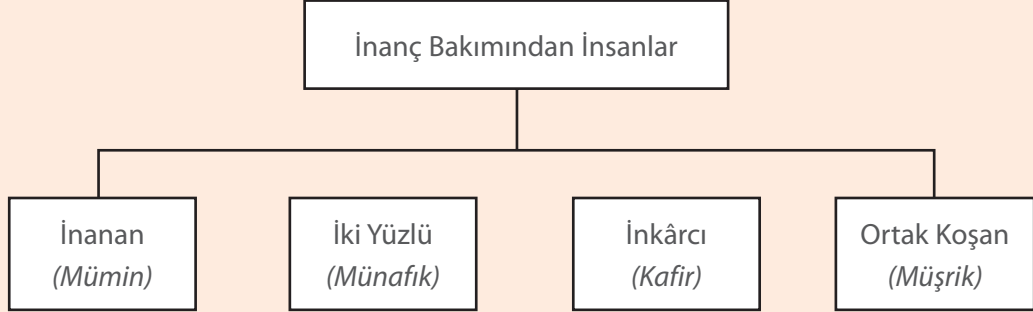 İnanç Bakımından İnsanlar
İnanan
(Mümin)
İki Yüzlü
(Münafık)
İnkârcı
(Kafir)
Ortak Koşan
(Müşrik)